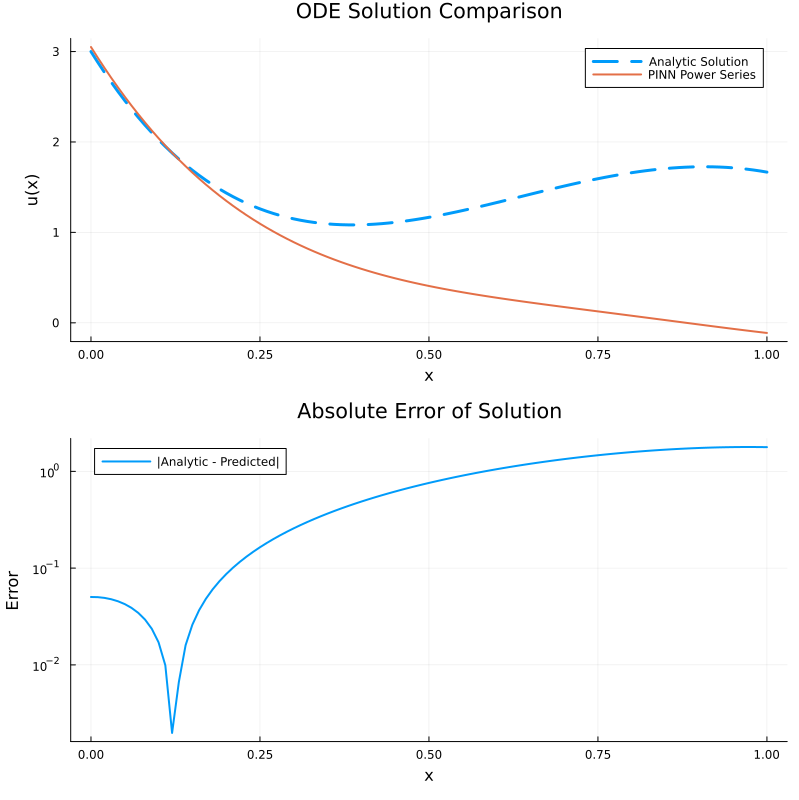 ODE Solution Comparison
3
2
1
0
u(x)
Analytic Solution
PINN Power Series
0.00 0.25 0.50 0.75 1.00
x
Absolute Error of Solution
|Analytic - Predicted|
10⁰
10⁻¹
10⁻²
Error
0.00 0.25 0.50 0.75 1.00
x